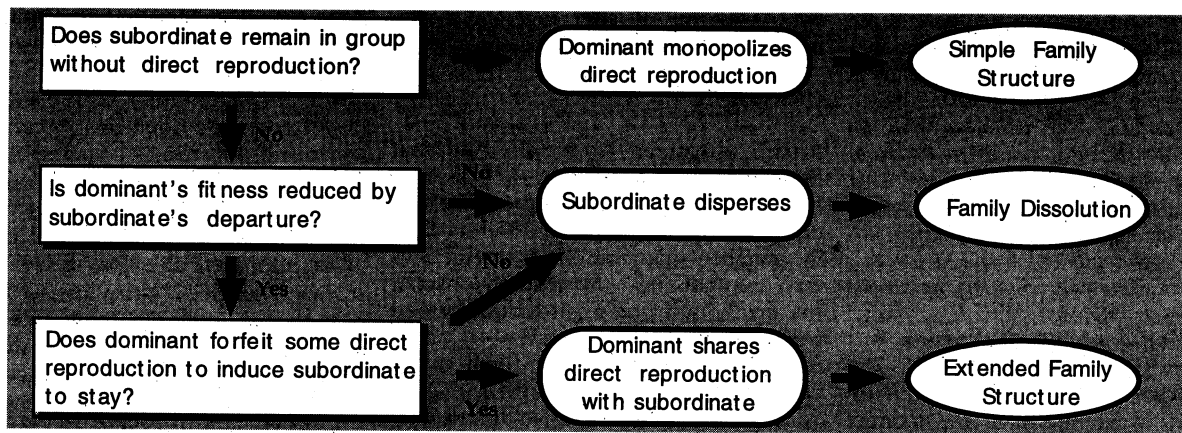 Does subordinate remain in group
without direct reproduction?
Dominant monopolizes
direct reproduction
Simple Family
Structure
No
Is dominant's fitness reduced by
subordinate's departure?
No
Subordinate disperses
Family Dissolution
Yes
No
Does dominant forfeit some direct
reproduction to induce subordinate
to stay?
Yes
Dominant shares
direct reproduction
with subordinate
Extended Family
Structure